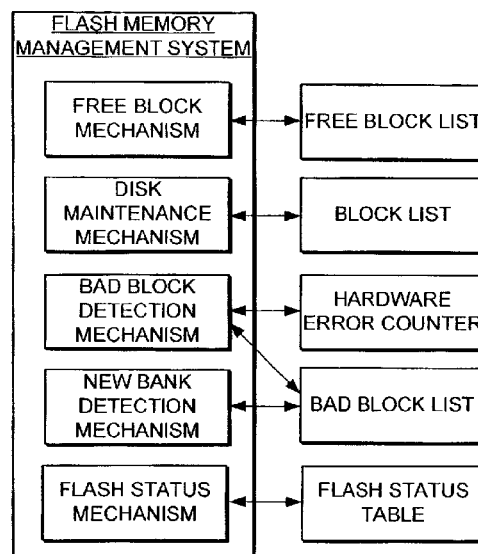 FLASH MEMORY
MANAGEMENT SYSTEM
FREE BLOCK
MECHANISM
FREE BLOCK LIST
DISK
MAINTENANCE
MECHANISM
BLOCK LIST
BAD BLOCK
DETECTION
MECHANISM
HARDWARE
ERROR COUNTER
NEW BANK
DETECTION
MECHANISM
BAD BLOCK LIST
FLASH STATUS
MECHANISM
FLASH STATUS
TABLE